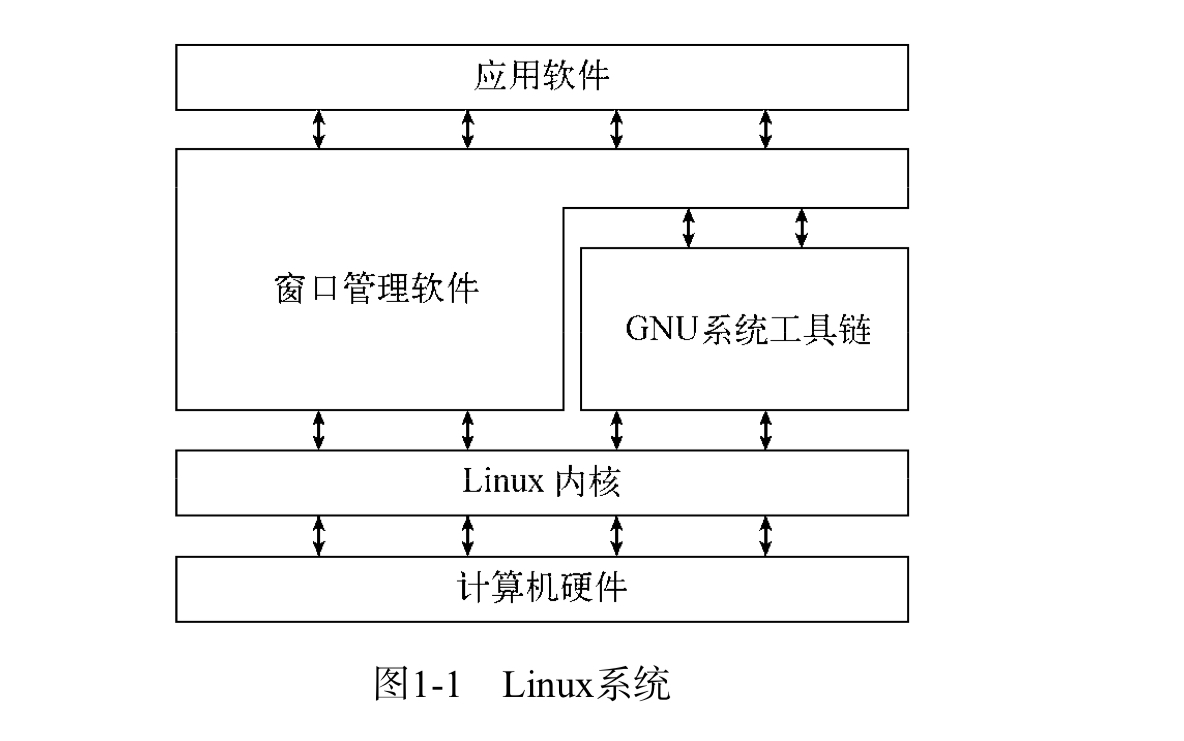 应用软件
窗口管理软件
GNU系统工具链
Linux 内核
计算机硬件
图1-1 Linux系统